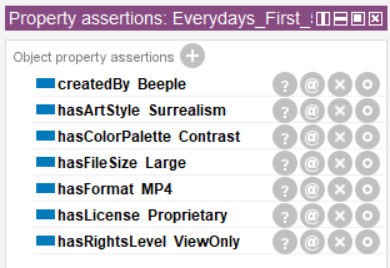 Property assertions: Everydays_First_
Object property assertions
createdBy Beeple
hasArtStyle Surrealism
hasColorPalette Contrast
hasFileSize Large
hasFormat MP4
hasLicense Proprietary
hasRightsLevel ViewOnly